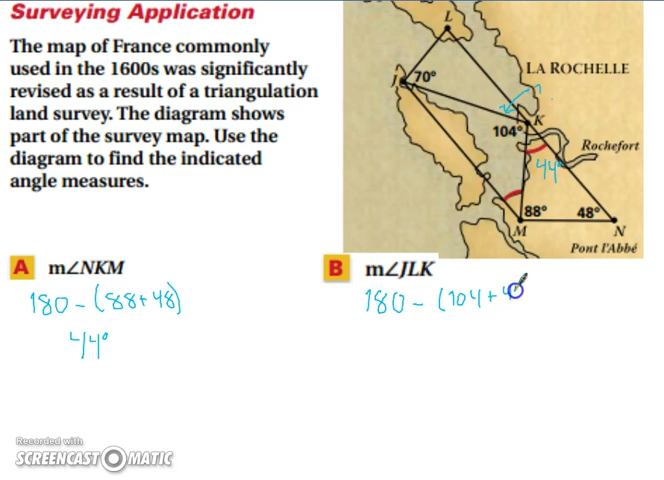 Surveying Application
The map of France commonly
used in the 1600s was significantly
revised as a result of a triangulation
land survey. The diagram shows
part of the survey map. Use the
diagram to find the indicated
angle measures.
L
J 70°
LA ROCHELLE
?
K
104°
Rochefort
44°
88° 48°
M N
Pont l'Abbé
A m∠NKM
180 - (88+48)
44°
B m∠JLK
180 - (104+4
Recorded with
SCREENCAST-O-MATIC